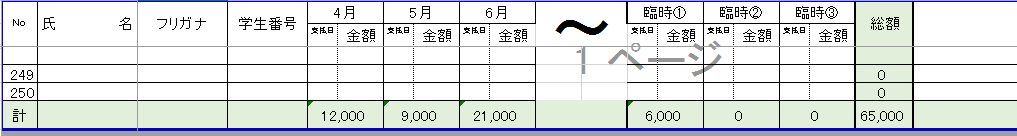 No 氏 名 フリガナ 学生番号 4月 5月 6月 ～ 臨時① 臨時② 臨時③ 総額
支払日 金額 支払日 金額 支払日 金額 支払日 金額 支払日 金額 支払日 金額
1 ページ
249 0
250 0
計 12,000 9,000 21,000 6,000 0 0 65,000